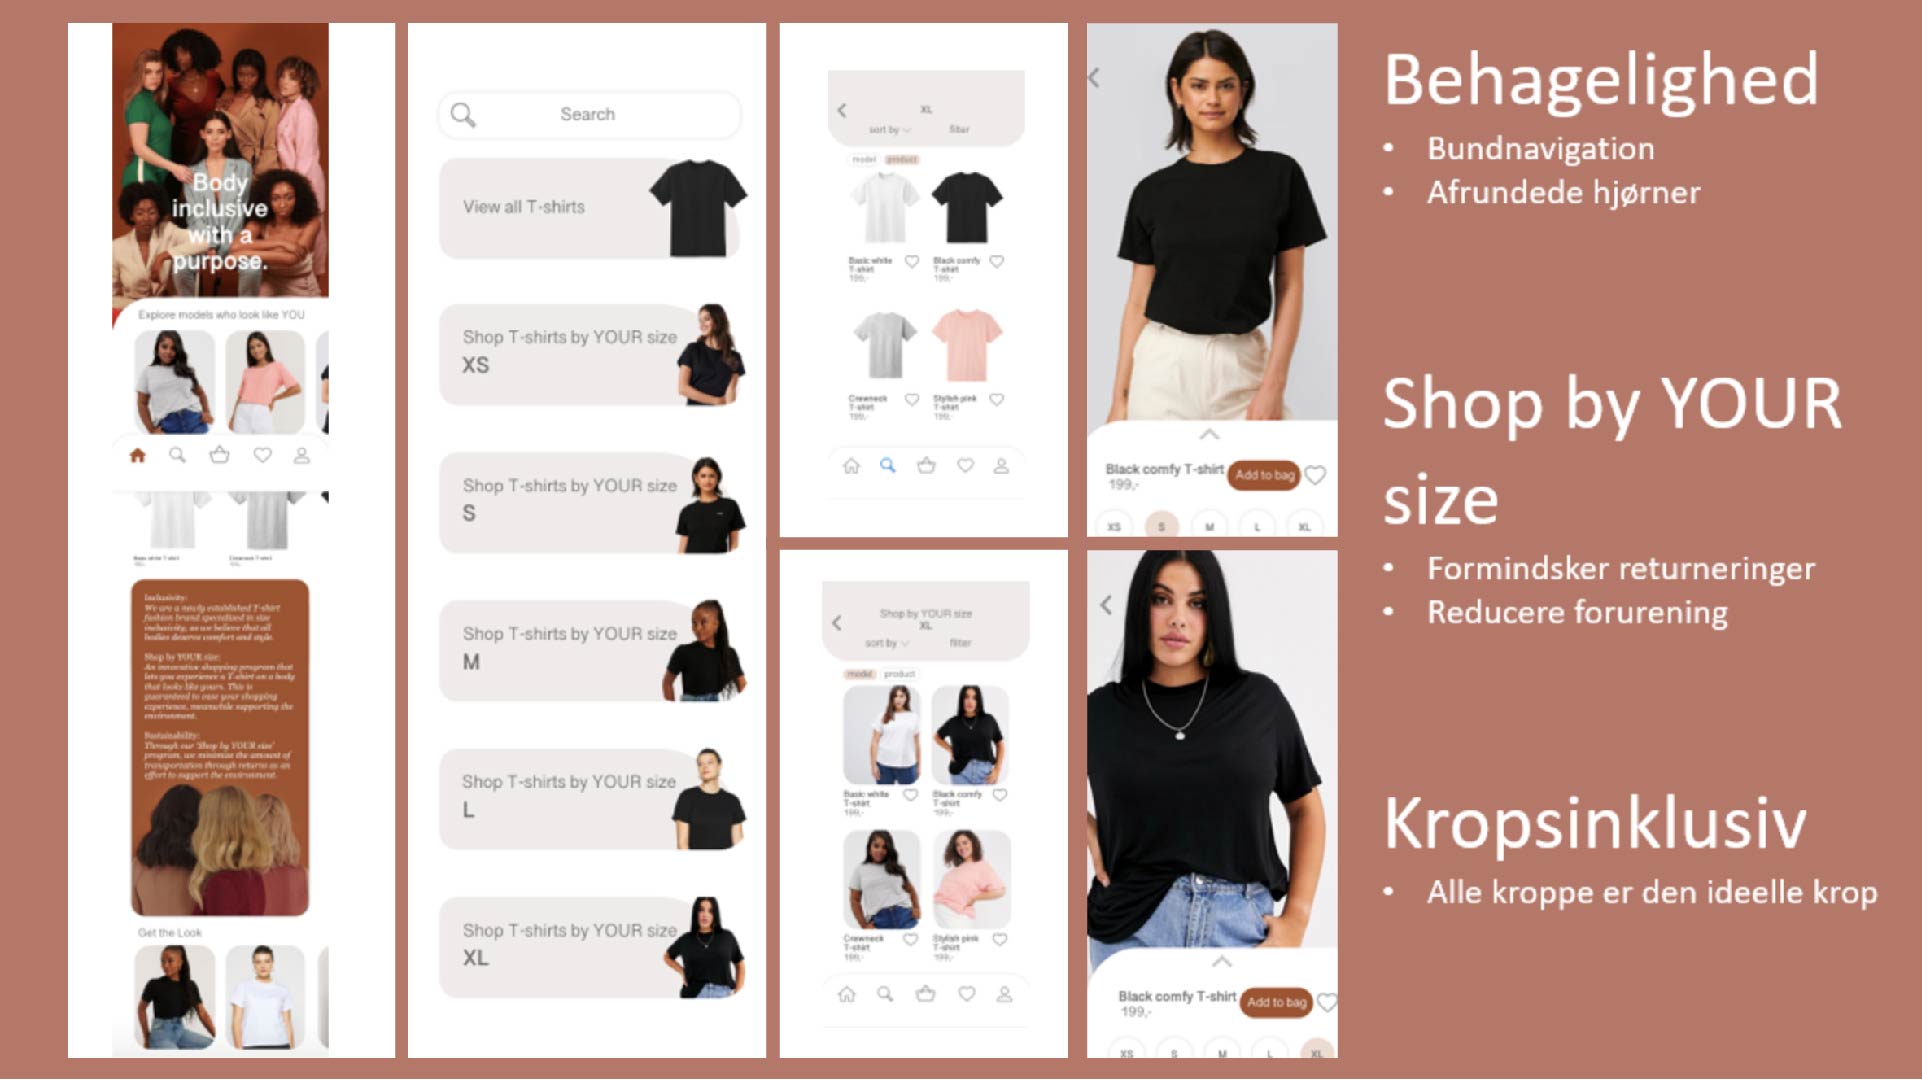 Body
inclusive
with a
purpose.
Explore models who look like YOU
Basic white T-shirt
Crewneck T-shirt
Inclusivity:
We are a newly established T-shirt
fashion brand specialized in size
inclusivity, as we believe that all
bodies deserve comfort and style.
Shop by YOUR size:
An innovative shopping program that
lets you experience a T-shirt on a body
that looks like yours. This is
guaranteed to ease your shopping
experience, meanwhile supporting the
environment.
Sustainability:
Through our 'Shop by YOUR size'
program, we minimize the amount of
transportation through returns as an
effort to support the environment.
Get the Look
Search
View all T-shirts
Shop T-shirts by YOUR size
XS
Shop T-shirts by YOUR size
S
Shop T-shirts by YOUR size
M
Shop T-shirts by YOUR size
L
Shop T-shirts by YOUR size
XL
XL
sort by filter
model product
Basic white
T-shirt
199,-
Black comfy
T-shirt
199,-
Crewneck
T-shirt
199,-
Stylish pink
T-shirt
199,-
Shop by YOUR size
XL
sort by filter
model product
Basic white
T-shirt
199,-
Black comfy
T-shirt
199,-
Crewneck
T-shirt
199,-
Stylish pink
T-shirt
199,-
Black comfy T-shirt
199,-
Add to bag
XS S M L XL
Black comfy T-shirt
199,-
Add to bag
XS S M L XL
Behagelighed
• Bundnavigation
• Afrundede hjørner
Shop by YOUR
size
• Formindsker returneringer
• Reducere forurening
Kropsinklusiv
• Alle kroppe er den ideelle krop